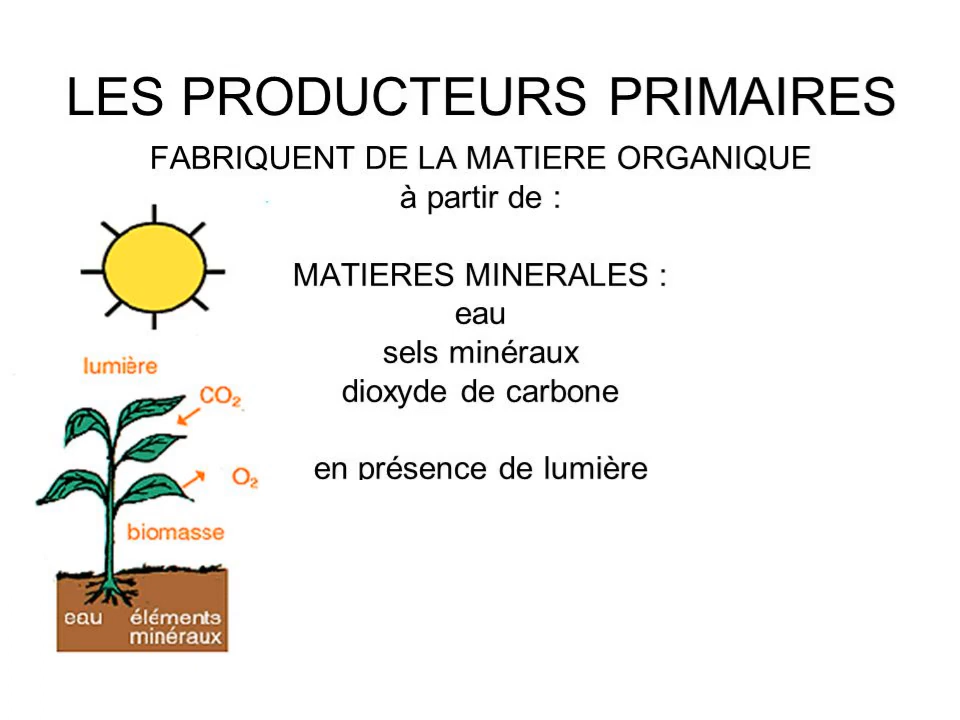 LES PRODUCTEURS PRIMAIRES
FABRIQUENT DE LA MATIERE ORGANIQUE
à partir de :
MATIERES MINERALES :
eau
sels minéraux
dioxyde de carbone
en présence de lumière
lumière
CO₂
O₂
biomasse
eau éléments
minéraux